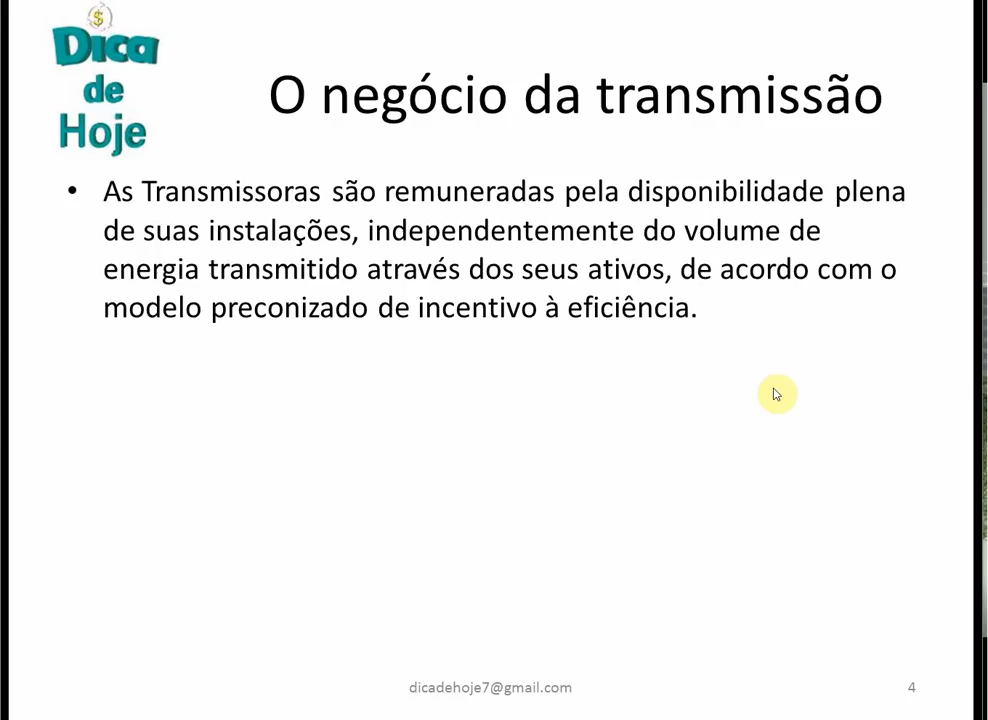 $
Dica
de
Hoje
O negócio da transmissão
• As Transmissoras são remuneradas pela disponibilidade plena
de suas instalações, independentemente do volume de
energia transmitido através dos seus ativos, de acordo com o
modelo preconizado de incentivo à eficiência.
dicadehoje7@gmail.com
4